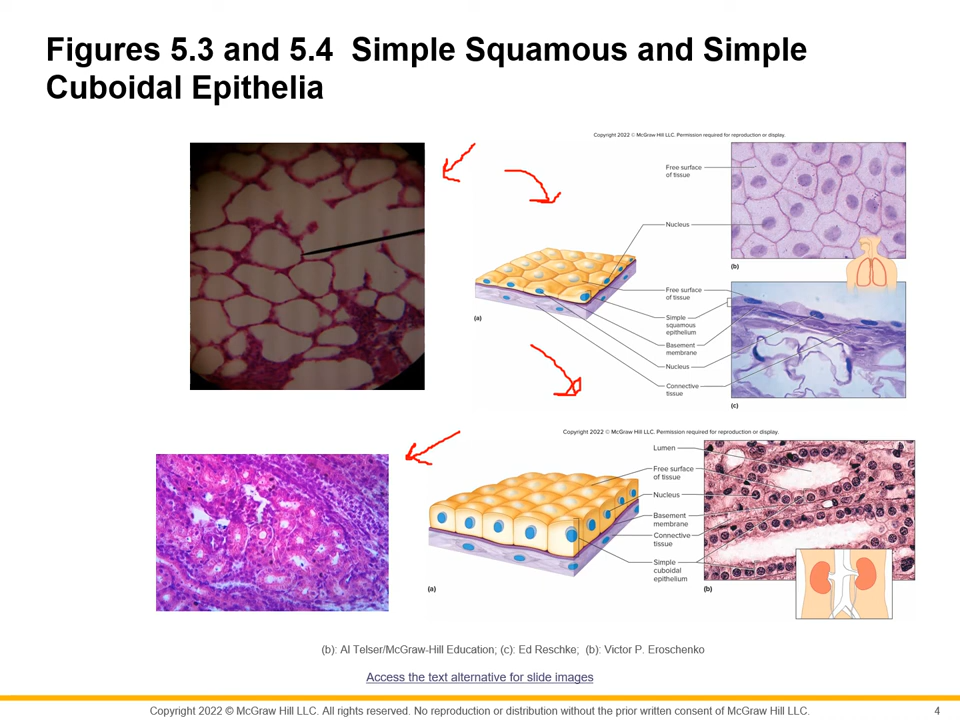 Figures 5.3 and 5.4 Simple Squamous and Simple
Cuboidal Epithelia
Copyright 2022 © McGraw Hill LLC. Permission required for reproduction or display.
Free surface
of tissue
Nucleus
(b)
Free surface
of tissue
(a)
Simple
squamous
epithelium
Basement
membrane
Nucleus
Connective
tissue
(c)
Copyright 2022 © McGraw Hill LLC. Permission required for reproduction or display.
Lumen
Free surface
of tissue
Nucleus
Basement
membrane
Connective
tissue
Simple
cuboidal
epithelium
(a)
(b)
(b): Al Telser/McGraw-Hill Education; (c): Ed Reschke; (b): Victor P. Eroschenko
Access the text alternative for slide images
Copyright 2022 © McGraw Hill LLC. All rights reserved. No reproduction or distribution without the prior written consent of McGraw Hill LLC.
4